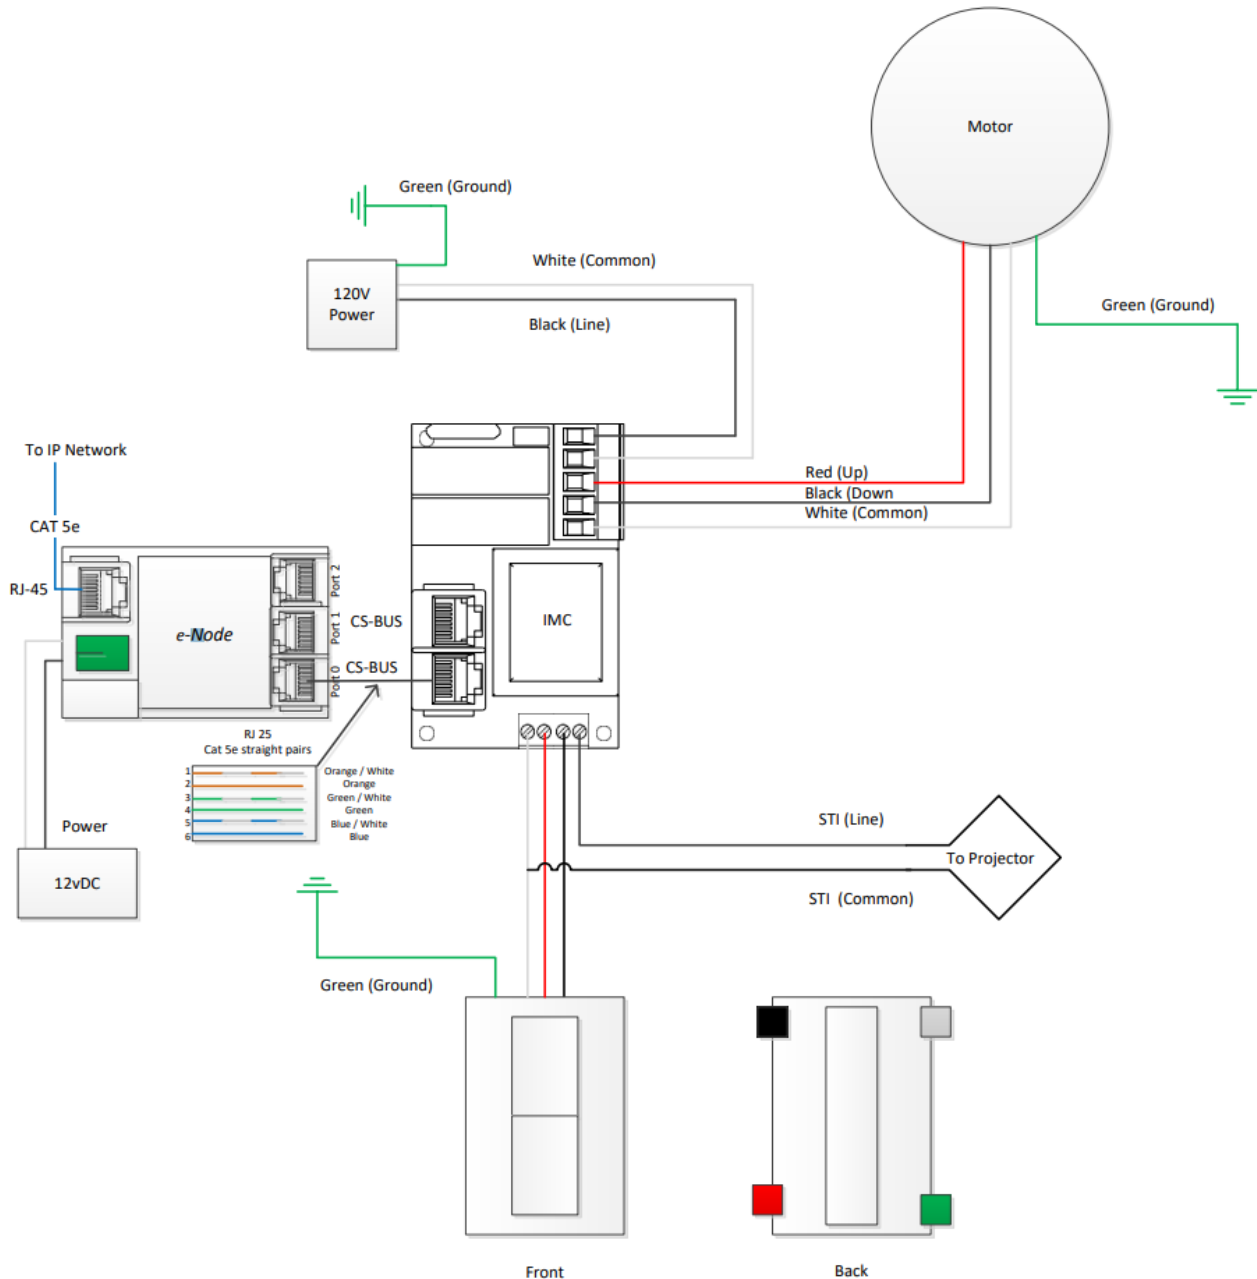 Motor
Green (Ground)
White (Common)
120V
Power
Black (Line)
Green (Ground)
To IP Network
Red (Up)
Black (Down
White (Common)
CAT 5e
RJ-45
Port 2
e-Node
Port 1
CS-BUS
IMC
CS-BUS
Port 0
RJ 25
Cat 5e straight pairs
1
Orange / White
2
Orange
3
Green / White
4
Green
5
Blue / White
6
Blue
Power
12vDC
STI (Line)
To Projector
STI (Common)
Green (Ground)
Front
Back